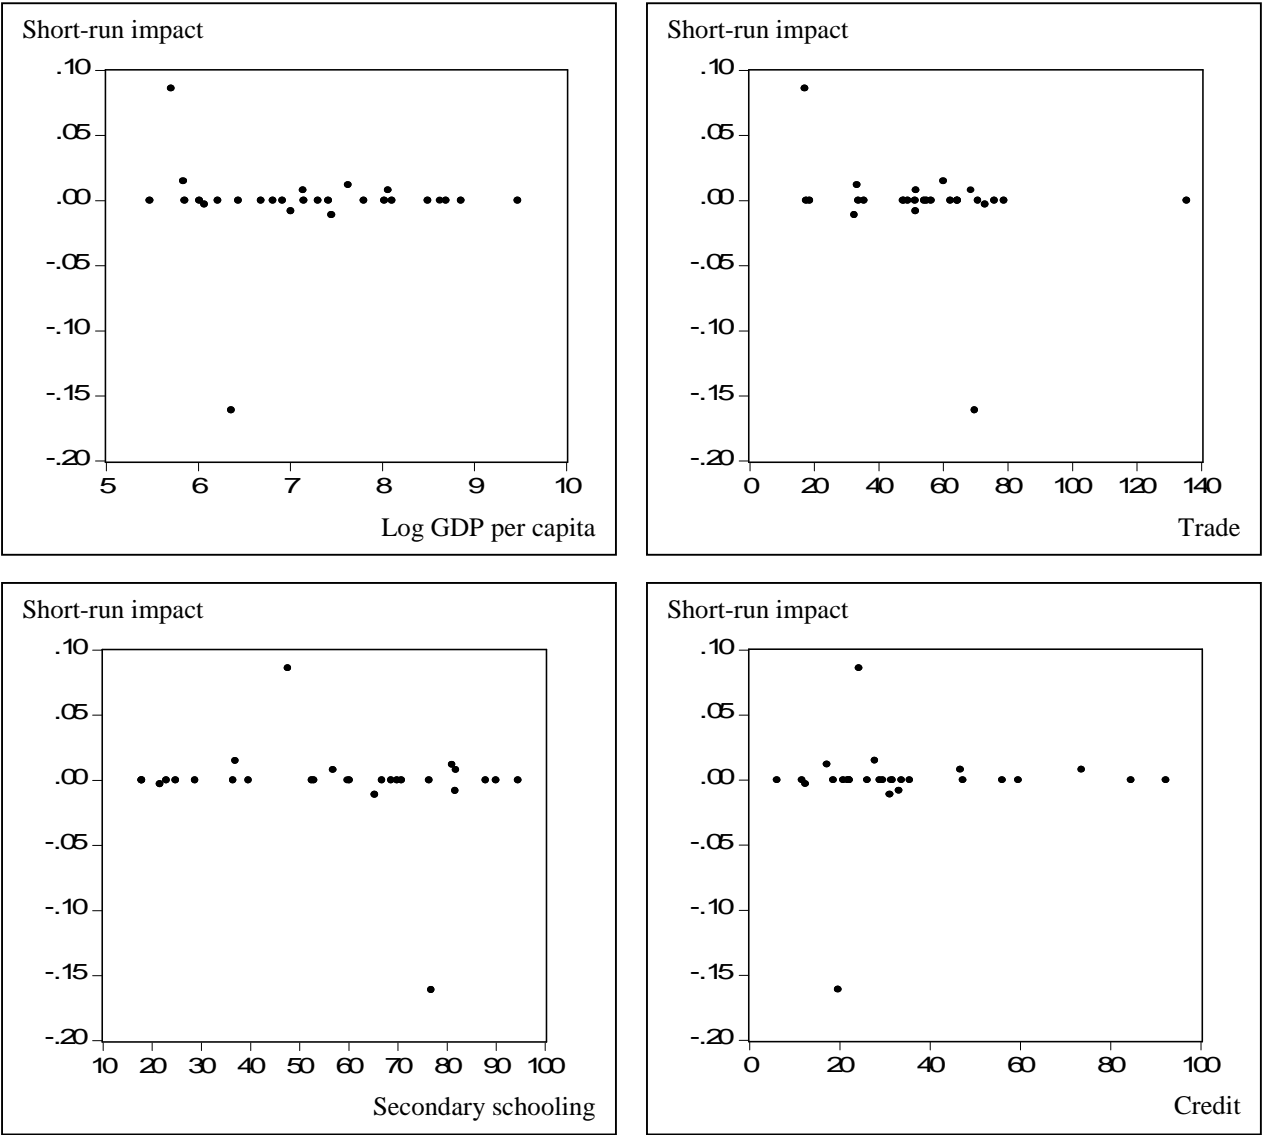 Short-run impact
.10
.05
.00
-.05
-.10
-.15
-.20
5 6 7 8 9 10
Log GDP per capita
Short-run impact
.10
.05
.00
-.05
-.10
-.15
-.20
0 20 40 60 80 100 120 140
Trade
Short-run impact
.10
.05
.00
-.05
-.10
-.15
-.20
10 20 30 40 50 60 70 80 90 100
Secondary schooling
Short-run impact
.10
.05
.00
-.05
-.10
-.15
-.20
0 20 40 60 80 100
Credit